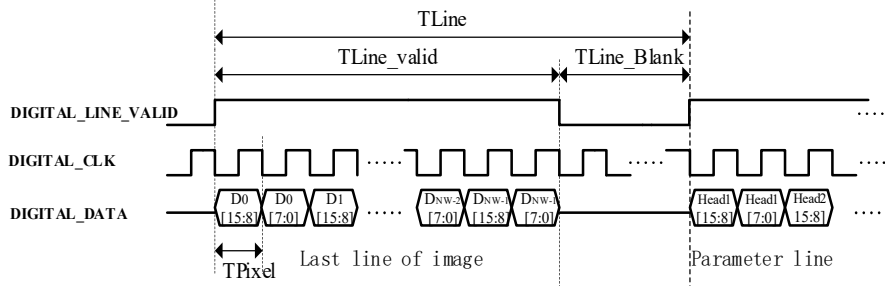 TLine
TLine_valid
TLine_Blank
DIGITAL_LINE_VALID
....
DIGITAL_CLK
.....
.....
....
DIGITAL_DATA
D0
[15:8]
D0
[7:0]
D1
[15:8]
.....
DNW-2
[7:0]
DNW-1
[15:8]
DNW-1
[7:0]
Head1
[15:8]
Head1
[7:0]
Head2
15:8]
....
TPixel
Last line of image
Parameter line